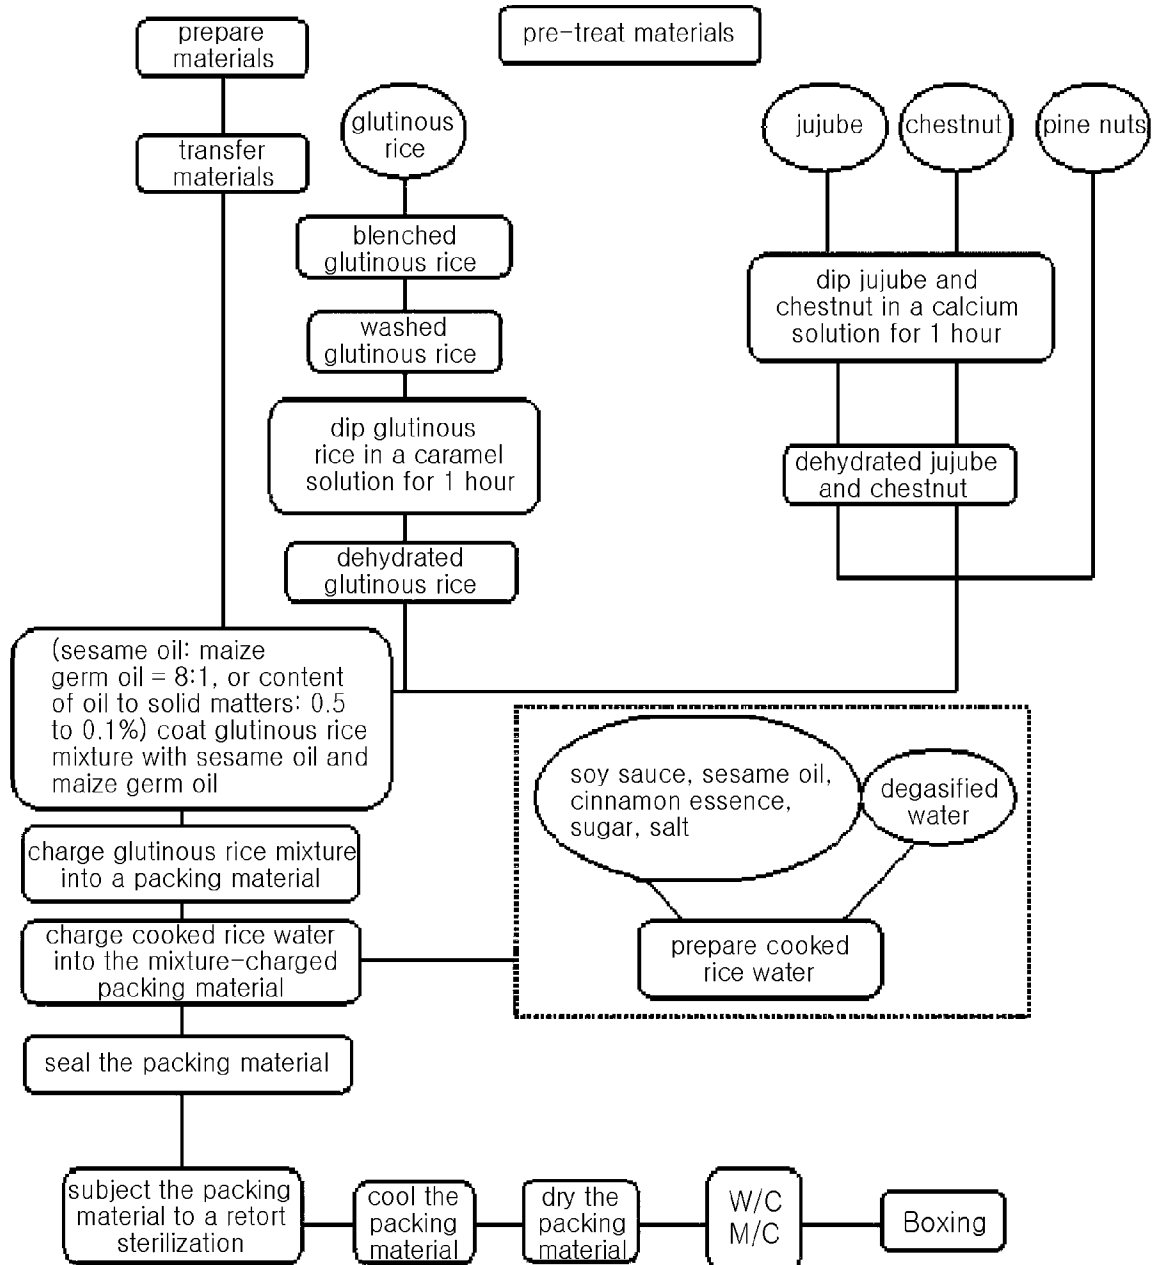 prepare
materials
pre-treat materials
transfer
materials
glutinous
rice
jujube
chestnut
pine nuts
blenched
glutinous rice
washed
glutinous rice
dip glutinous
rice in a caramel
solution for 1 hour
dehydrated
glutinous rice
dip jujube and
chestnut in a calcium
solution for 1 hour
dehydrated jujube
and chestnut
(sesame oil: maize
germ oil = 8:1, or content
of oil to solid matters: 0.5
to 0.1%) coat glutinous rice
mixture with sesame oil and
maize germ oil
soy sauce, sesame oil,
cinnamon essence,
sugar, salt
degasified
water
prepare cooked
rice water
charge glutinous rice mixture
into a packing material
charge cooked rice water
into the mixture-charged
packing material
seal the packing material
subject the packing
material to a retort
sterilization
cool the
packing
material
dry the
packing
material
W/C
M/C
Boxing